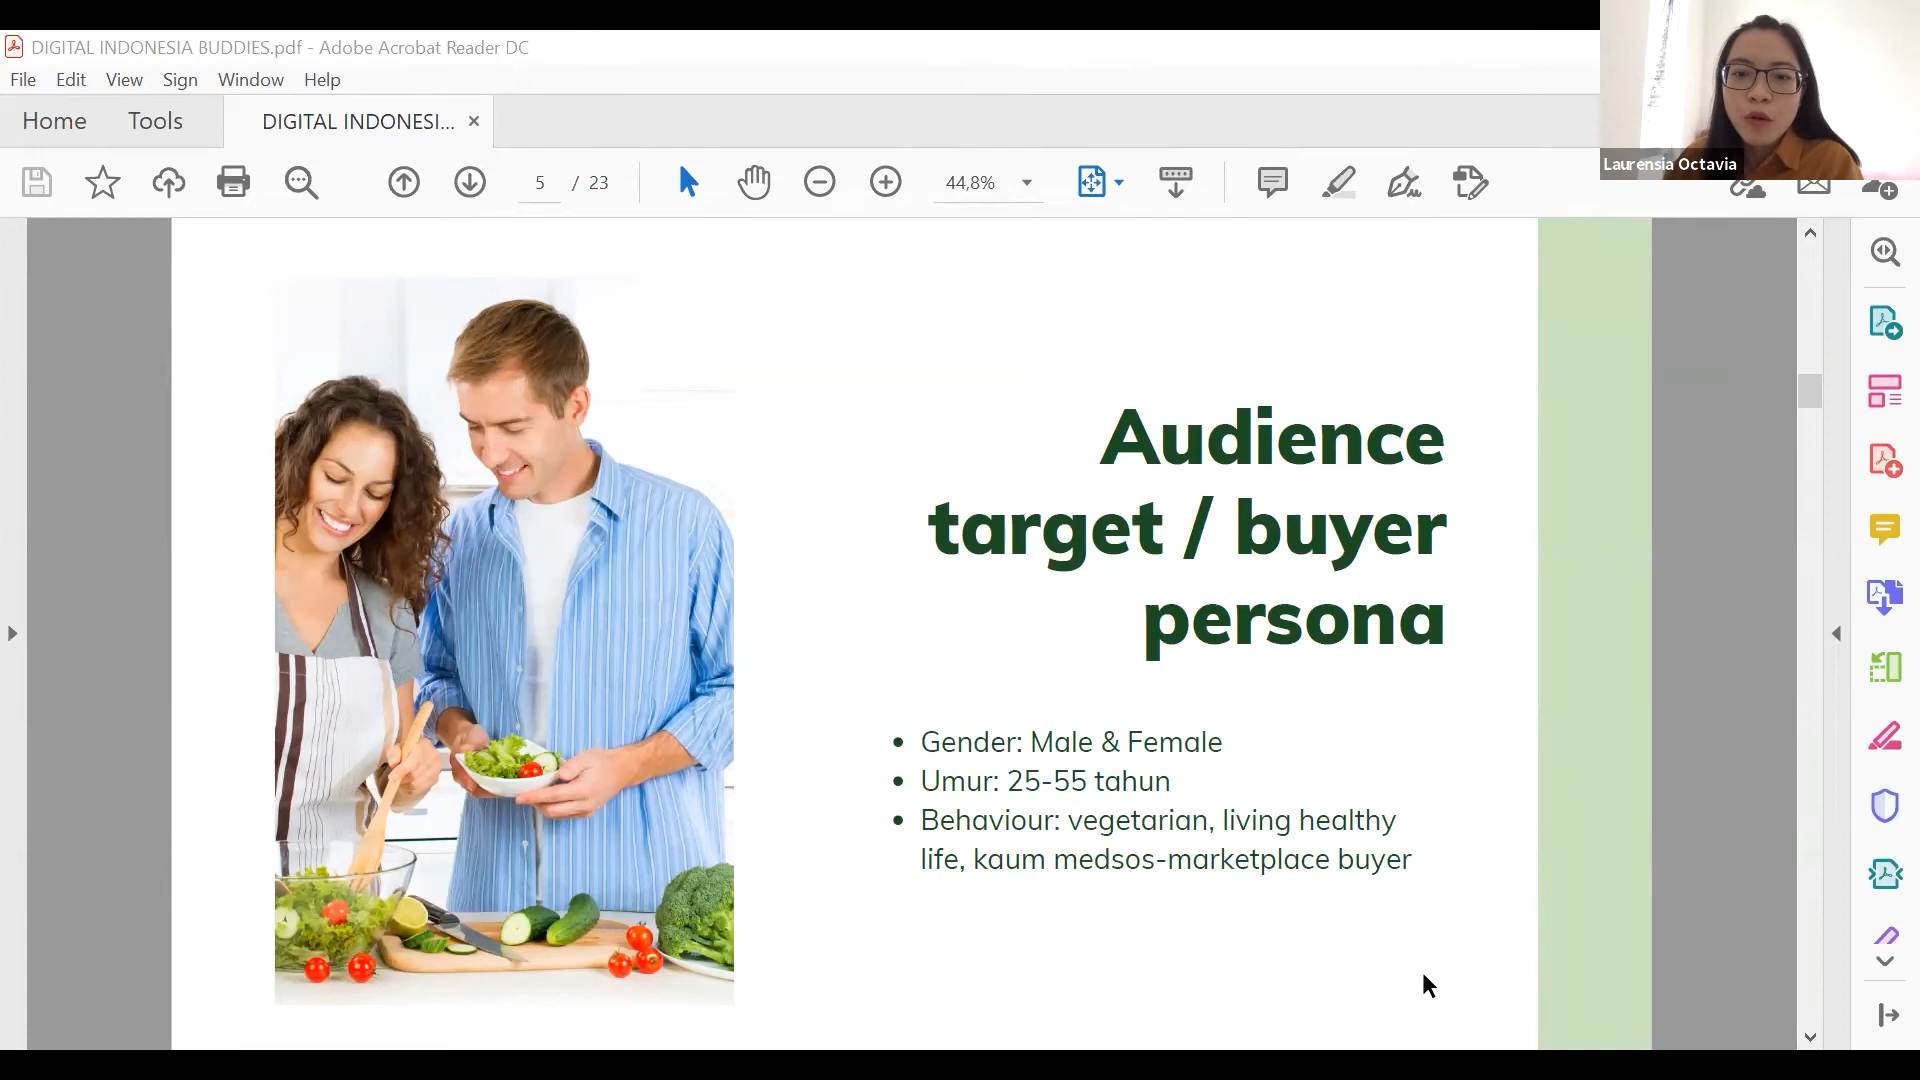 DIGITAL INDONESIA BUDDIES.pdf - Adobe Acrobat Reader DC
File Edit View Sign Window Help
Home Tools DIGITAL INDONESI... ×
5 / 23 44,8%
Laurensia Octavia
Audience
target / buyer
persona
• Gender: Male & Female
• Umur: 25-55 tahun
• Behaviour: vegetarian, living healthy
life, kaum medsos-marketplace buyer